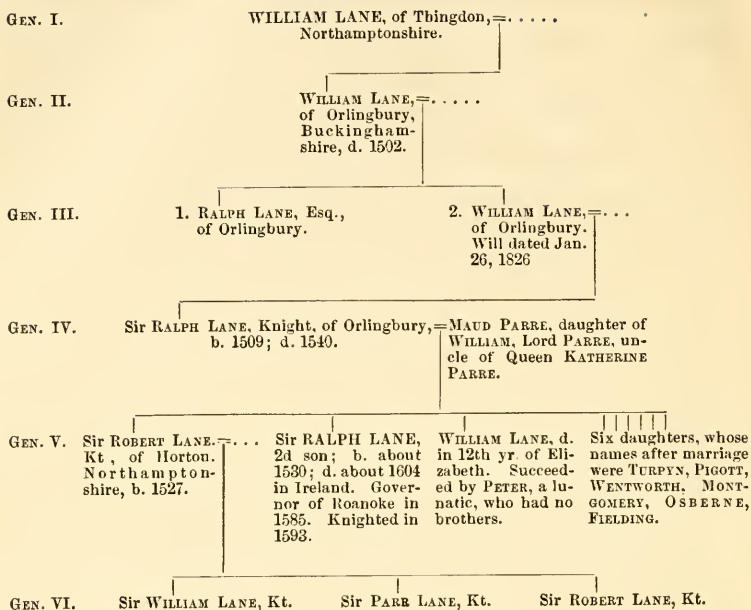 GEN. I. WILLIAM LANE, of Tbingdon,=.....
Northamptonshire.
GEN. II. WILLIAM LANE,=.....
of Orlingbury,
Buckingham-
shire, d. 1502.
GEN. III. 1. RALPH LANE, Esq.,
of Orlingbury.
2. WILLIAM LANE,=...
of Orlingbury.
Will dated Jan.
26, 1826
GEN. IV. Sir RALPH LANE, Knight, of Orlingbury,=
b. 1509; d. 1540.
MAUD PARRE, daughter of
WILLIAM, Lord PARRE, un-
cle of Queen KATHERINE
PARRE.
GEN. V. Sir ROBERT LANE.=...
Kt, of Horton.
Northampton-
shire, b. 1527.
Sir RALPH LANE,
2d son; b. about
1530; d. about 1604
in Ireland. Gover-
nor of Roanoke in
1585. Knighted in
1593.
WILLIAM LANE, d.
in 12th yr. of Eli-
zabeth. Succeed-
ed by PETER, a lu-
natic, who had no
brothers.
Six daughters, whose
names after marriage
were TURPYN, PIGOTT,
WENTWORTH, MONT-
GOMERY, OSBERNE,
FIELDING.
GEN. VI. Sir WILLIAM LANE, Kt. Sir PARR LANE, Kt. Sir ROBERT LANE, Kt.